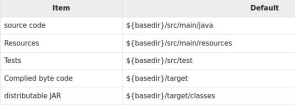 Item Default
source code ${basedir}/src/main/java
Resources ${basedir}/src/main/resources
Tests ${basedir}/src/test
Complied byte code ${basedir}/target
distributable JAR ${basedir}/target/classes